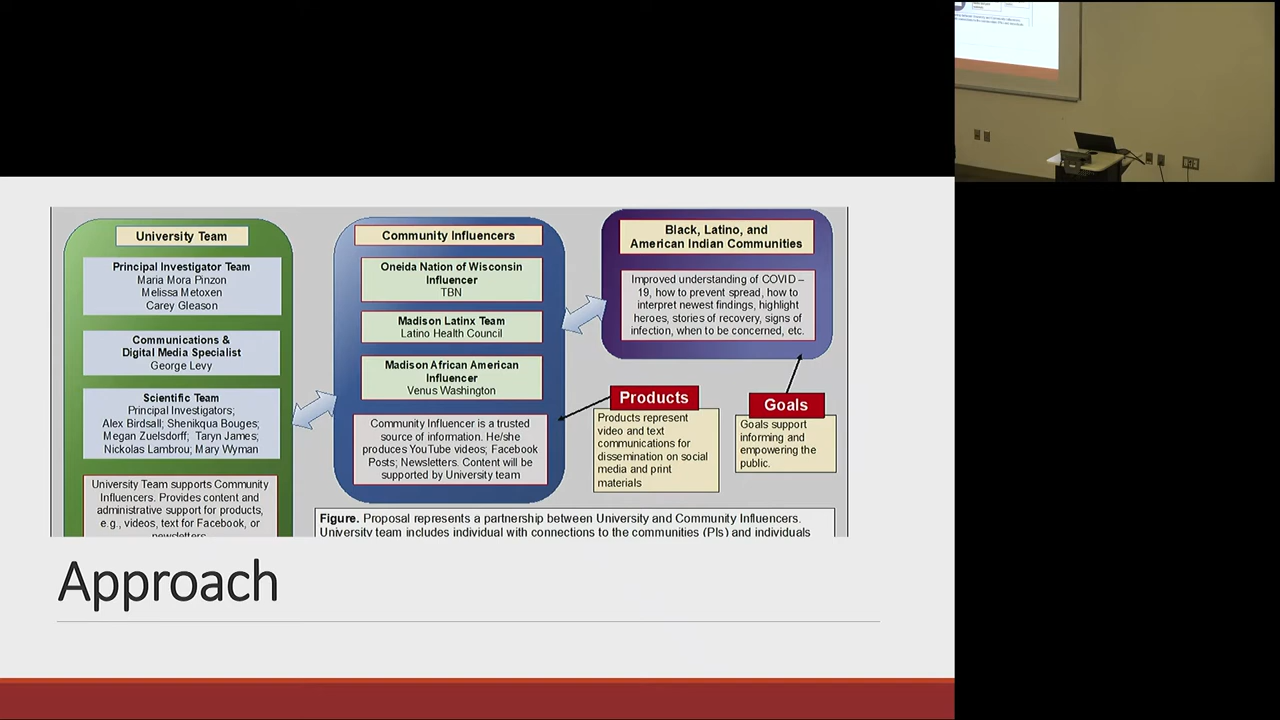 University Team
Principal Investigator Team
Maria Mora Pinzon
Melissa Metoxen
Carey Gleason
Communications &
Digital Media Specialist
George Levy
Scientific Team
Principal Investigators;
Alex Birdsall; Shenikqua Bouges;
Megan Zuelsdorff; Taryn James;
Nickolas Lambrou; Mary Wyman
University Team supports Community
Influencers. Provides content and
administrative support for products,
e.g., videos, text for Facebook, or
newsletters.
Community Influencers
Oneida Nation of Wisconsin
Influencer
TBN
Madison Latinx Team
Latino Health Council
Madison African American
Influencer
Venus Washington
Community Influencer is a trusted
source of information. He/she
produces YouTube videos; Facebook
Posts; Newsletters. Content will be
supported by University team
Black, Latino, and
American Indian Communities
Improved understanding of COVID –
19, how to prevent spread, how to
interpret newest findings, highlight
heroes, stories of recovery, signs of
infection, when to be concerned, etc.
Products
Products represent
video and text
communications for
dissemination on social
media and print
materials
Goals
Goals support
informing and
empowering the
public.
Figure. Proposal represents a partnership between University and Community Influencers.
University team includes individual with connections to the communities (PIs) and individuals
Approach